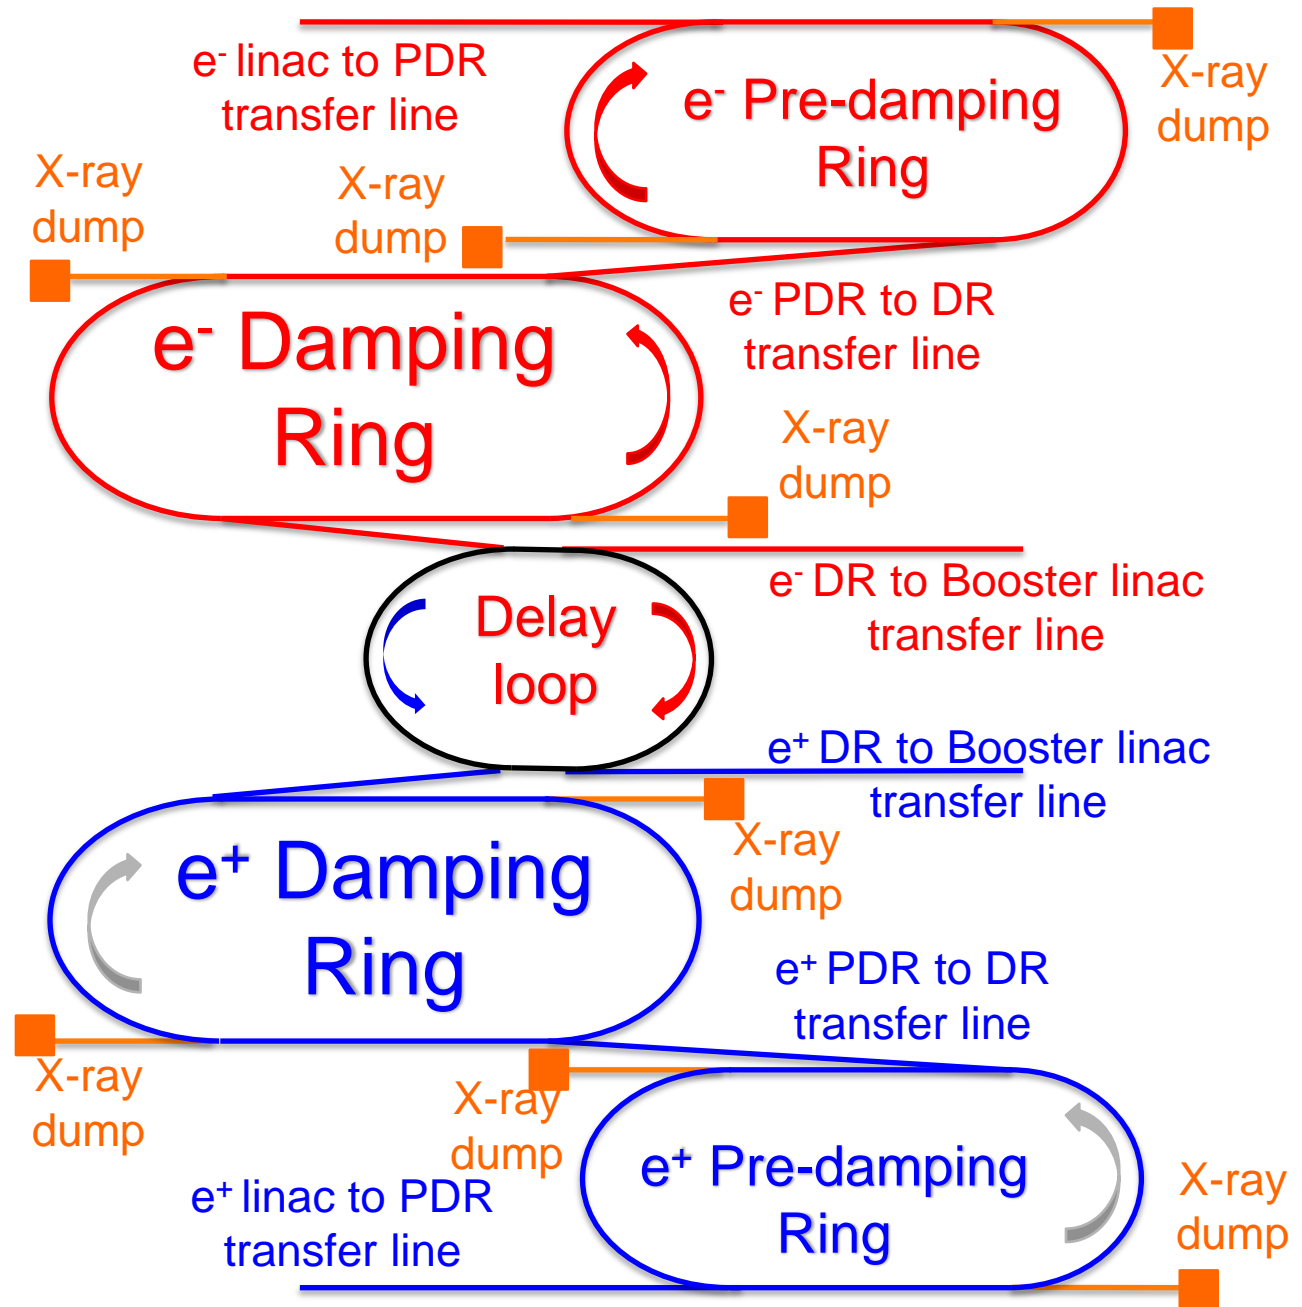 e- linac to PDR
transfer line
e- Pre-damping
Ring
X-ray
dump
X-ray
dump
X-ray
dump
e- Damping
Ring
e- PDR to DR
transfer line
X-ray
dump
e- DR to Booster linac
transfer line
Delay
loop
e+ DR to Booster linac
transfer line
X-ray
dump
e+ Damping
Ring
e+ PDR to DR
transfer line
X-ray
dump
X-ray
dump
e+ Pre-damping
Ring
e+ linac to PDR
transfer line
X-ray
dump